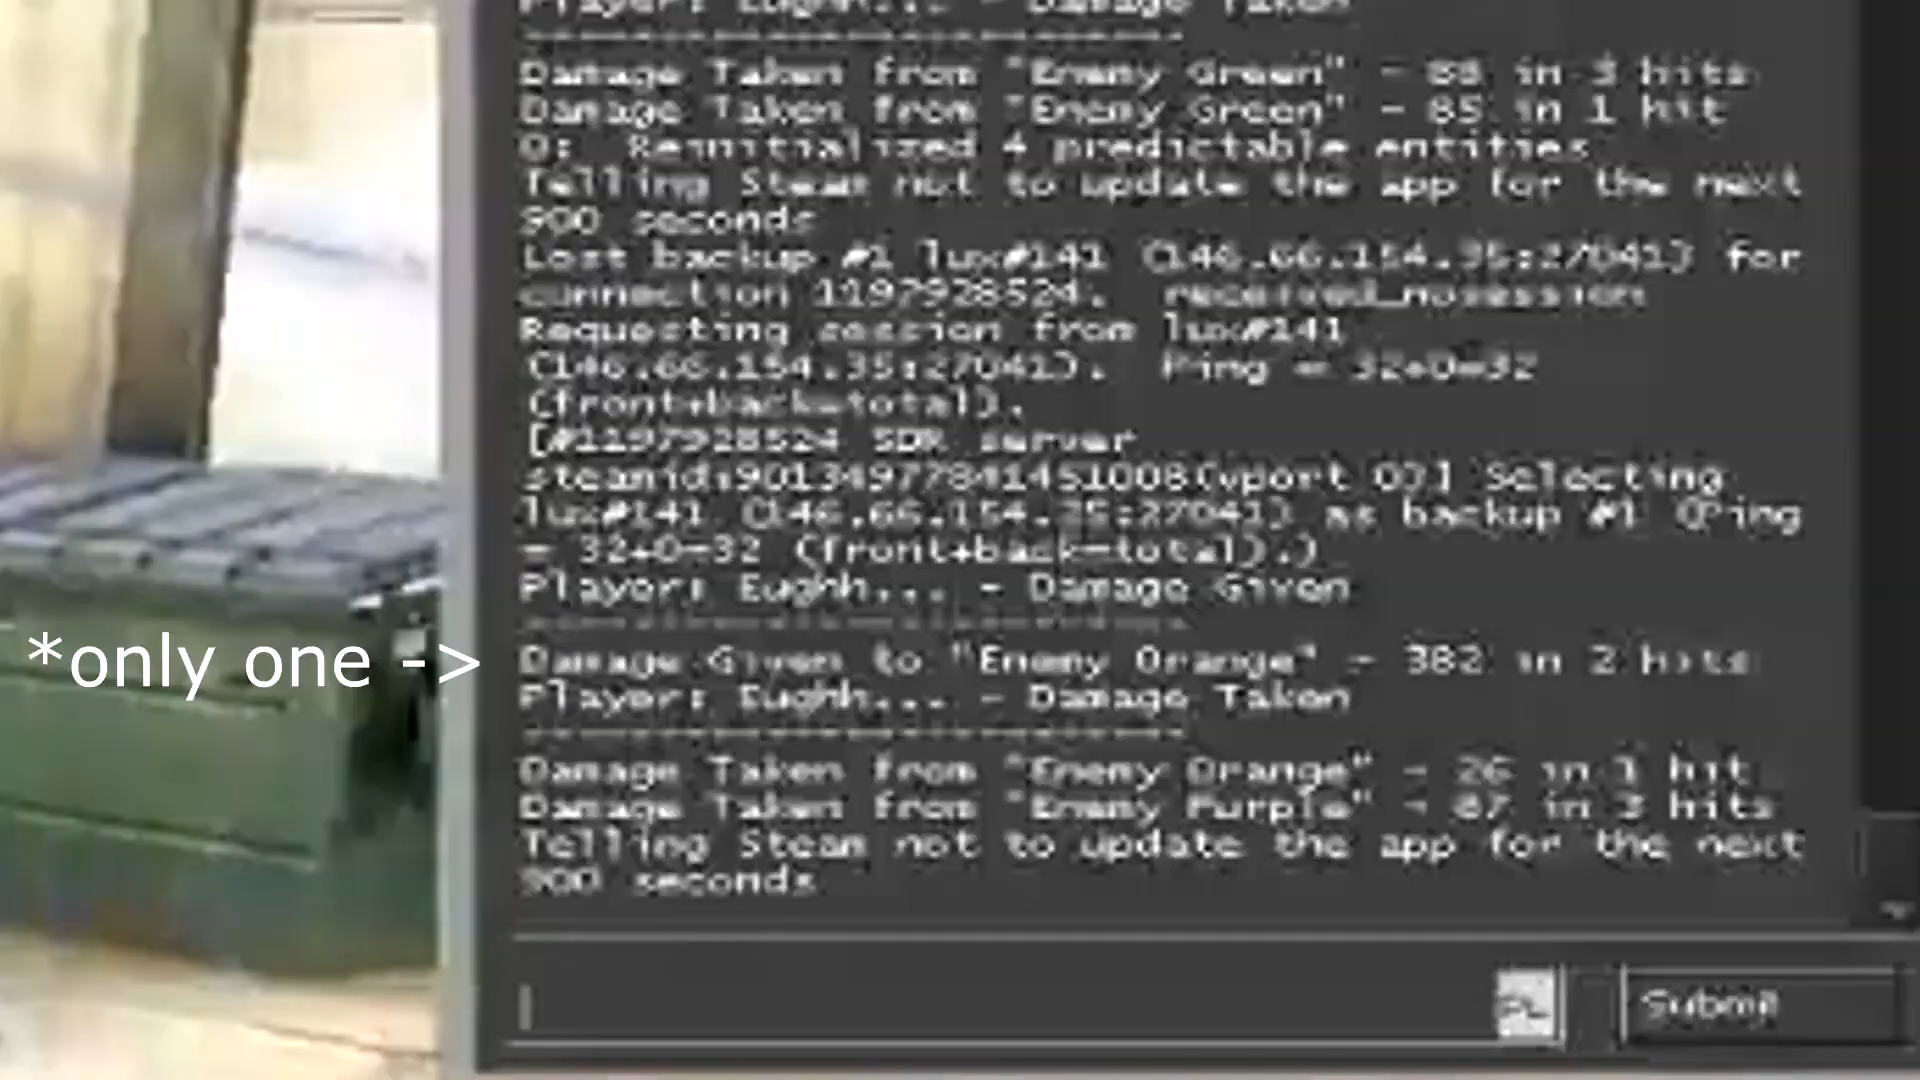 Player: Eughh... - Damage Taken
-------------------------
Damage Taken from "Enemy Green" - 88 in 3 hits
Damage Taken from "Enemy Green" - 85 in 1 hit
0:  Reinitialized 4 predictable entities
Telling Steam not to update the app for the next
900 seconds
Lost backup #1 lux#141 (146.66.154.35:27041) for
connection 1197928524.  received_nosession
Requesting session from lux#141
(146.66.154.35:27041).  Ping = 32+0=32
(front+back=total).
[#1197928524 SDR server
steamid:90134977841451008(vport 0)] Selecting
lux#141 (146.66.154.35:27041) as backup #1 (Ping
= 32+0=32 (front+back=total).)
Player: Eughh... - Damage Given
-------------------------
*only one -> Damage Given to "Enemy Orange" - 382 in 2 hits
Player: Eughh... - Damage Taken
-------------------------
Damage Taken from "Enemy Orange" - 26 in 1 hit
Damage Taken from "Enemy Purple" - 87 in 3 hits
Telling Steam not to update the app for the next
900 seconds
PL Submit